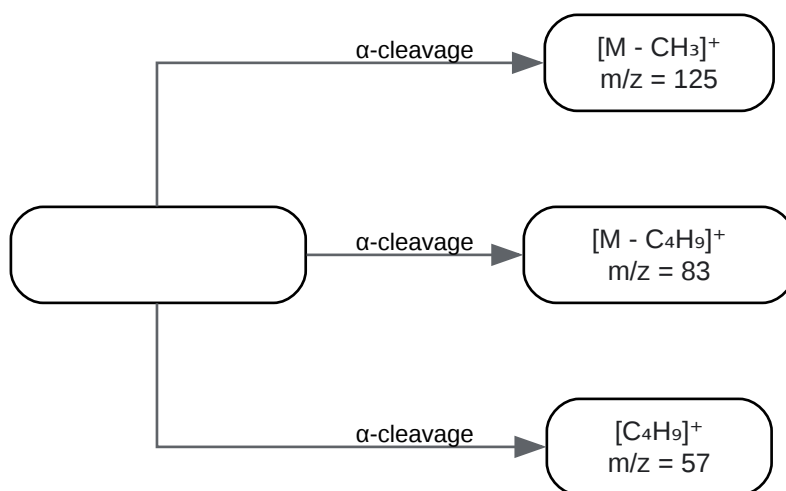 α-cleavage
[M - CH₃]⁺
m/z = 125
α-cleavage
[M - C₄H₉]⁺
m/z = 83
α-cleavage
[C₄H₉]⁺
m/z = 57